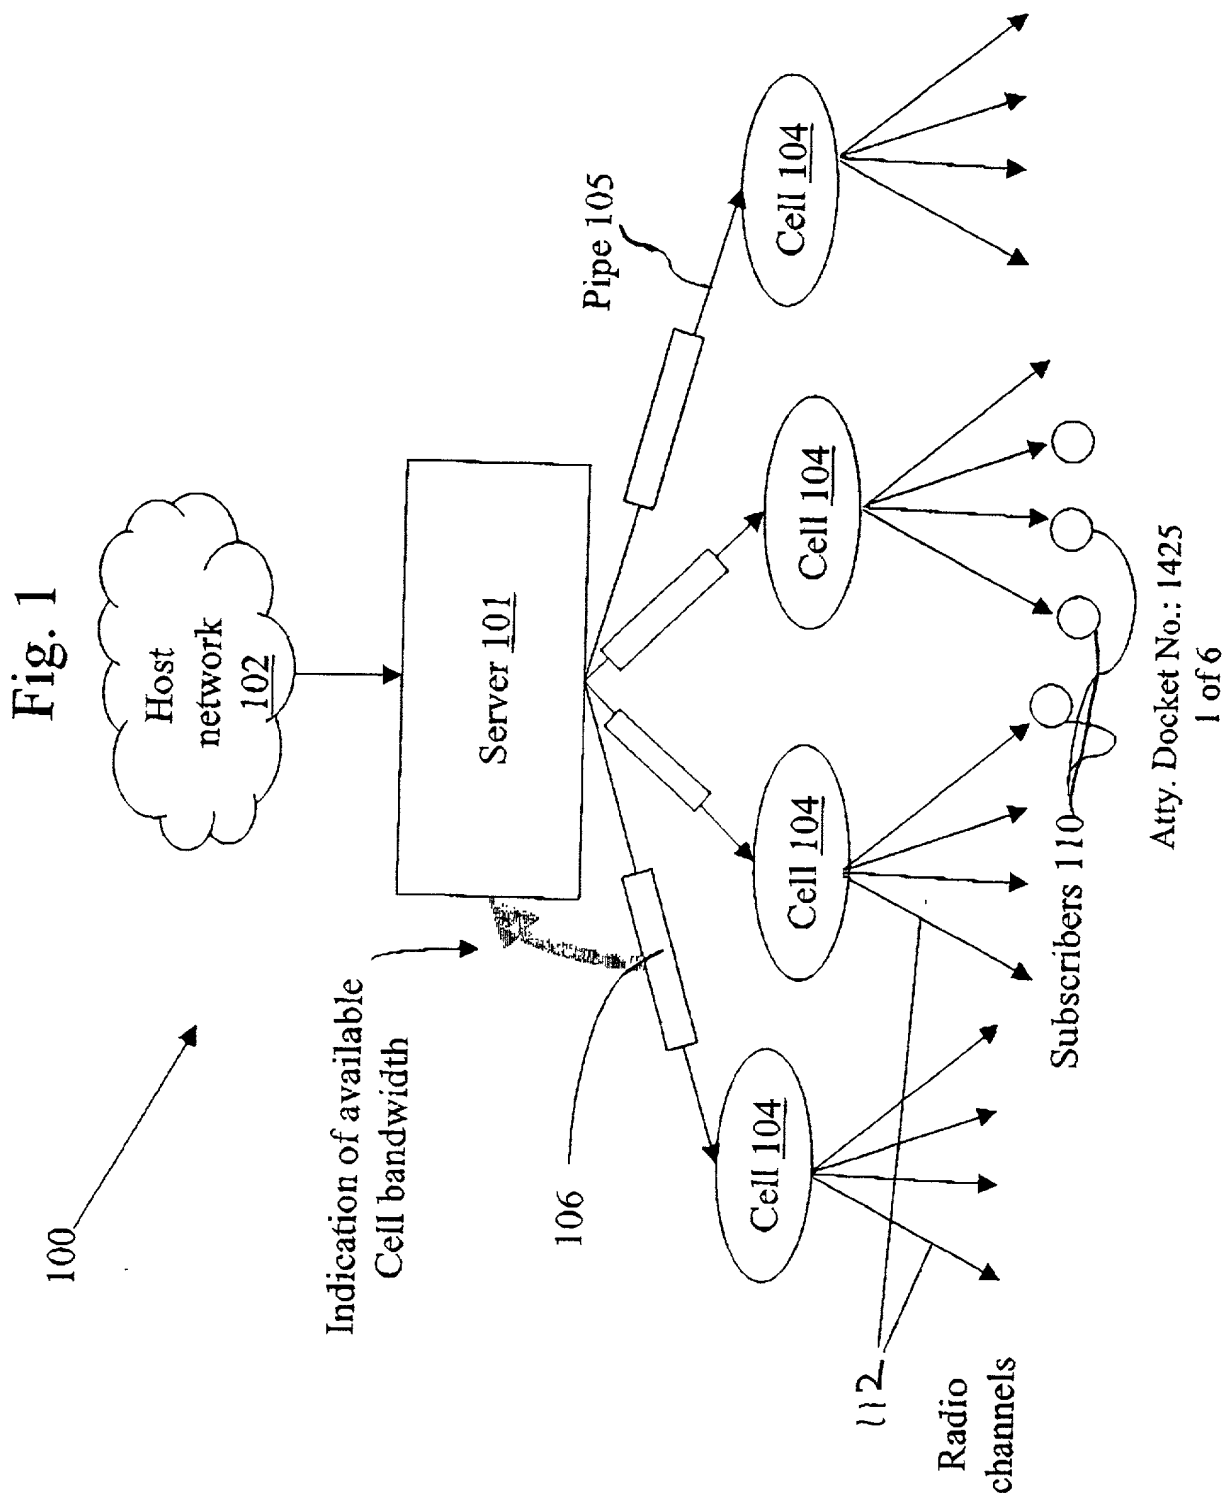 Fig. 1
100
Host
network
102
Indication of available
Cell bandwidth
Server 101
106
Pipe 105
Cell 104
Cell 104
Cell 104
Cell 104
112
Radio
channels
Subscribers 110
Atty. Docket No.: 1425
1 of 6